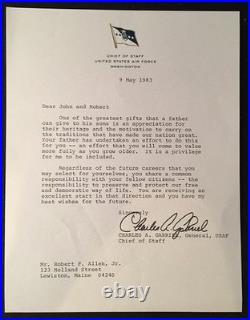 CHIEF OF STAFF
UNITED STATES AIR FORCE
WASHINGTON
9 May 1983
Dear John and Robert
One of the greatest gifts that a father
can give to his sons is an appreciation for
their heritage and the motivation to carry on
the traditions that have made our nation great.
Your father has undertaken an effort to do this
for you -- an effort that you will come to value
more fully as you grow older. It is a privilege
for me to be included.
Regardless of the future careers that you may
select for yourselves, you share a common
responsibility with your fellow citizens -- the
responsibility to preserve and protect our free
and democratic way of life. You are receiving an
excellent start in that direction and you have my
best wishes for the future.
Sincerely
Charles A. Gabriel
CHARLES A. GABRIEL, General, USAF
Chief of Staff
Mr. Robert F. Allen, Jr.
123 Holland Street
Lewiston, Maine 04240